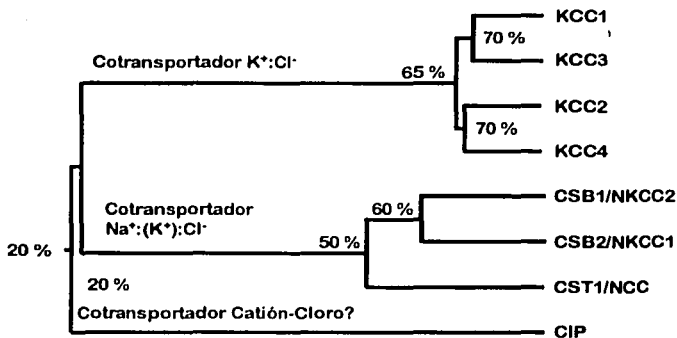 KCC1
70 %
KCC3
Cotransportador K⁺:Cl⁻
65 %
KCC2
70 %
KCC4
CSB1/NKCC2
60 %
Cotransportador
Na⁺:(K⁺):Cl⁻
CSB2/NKCC1
50 %
20 %
20 %
CST1/NCC
Cotransportador Catión-Cloro?
CIP